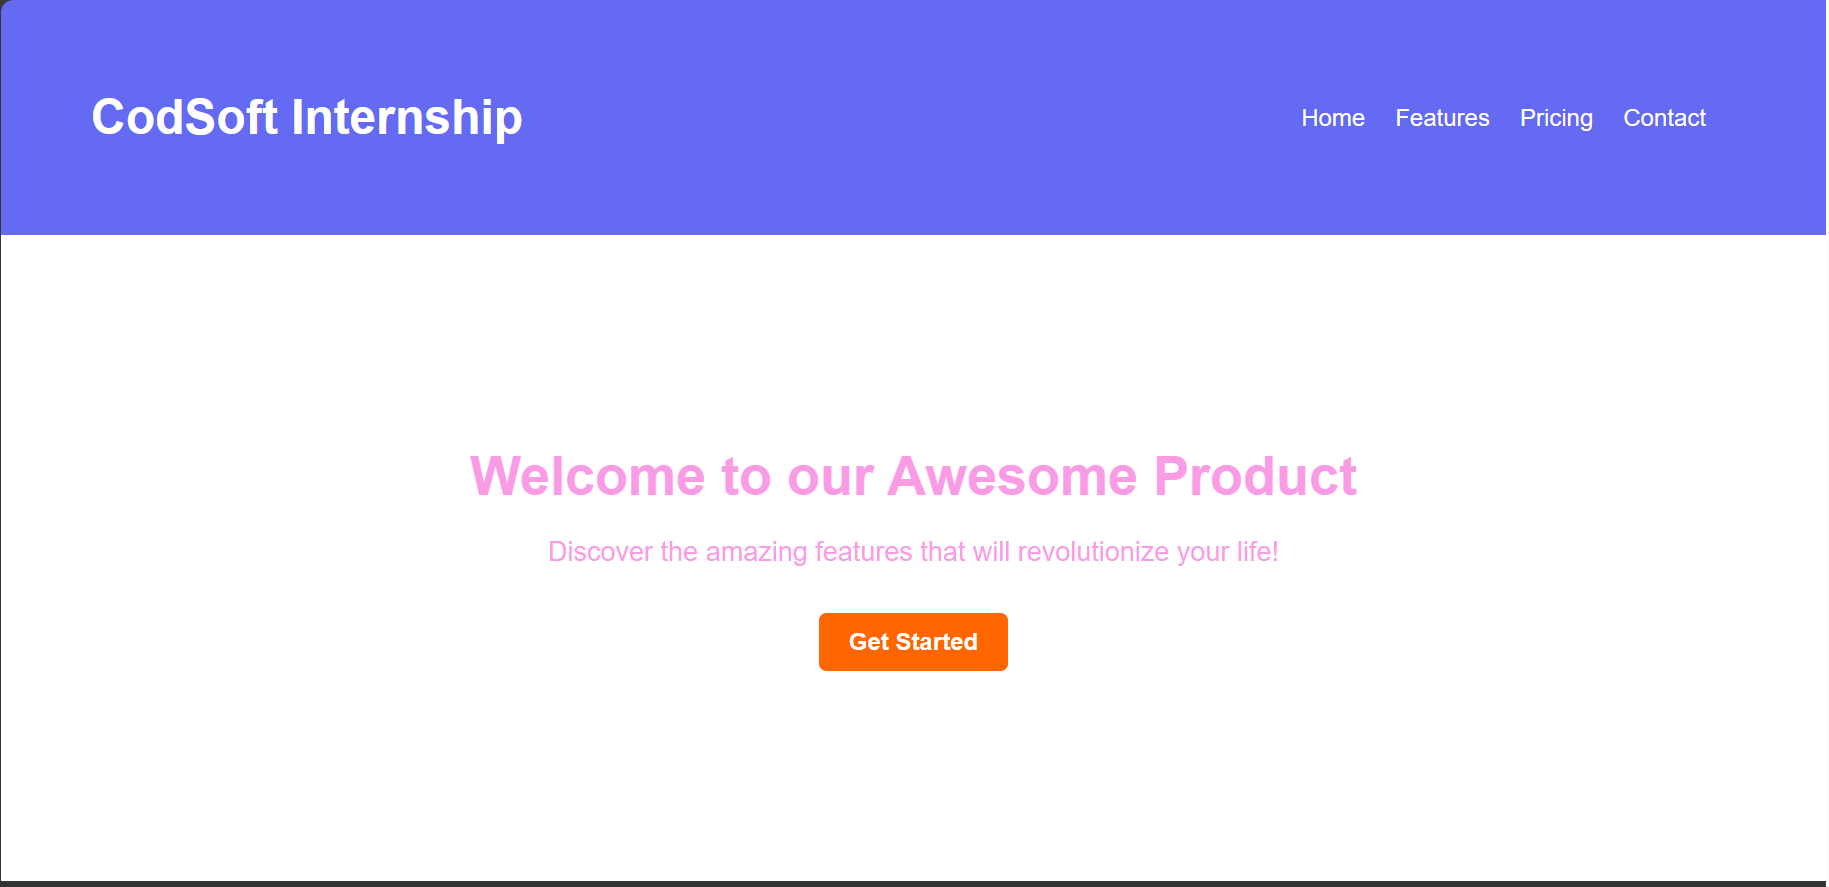 CodSoft Internship
Home Features Pricing Contact
Welcome to our Awesome Product
Discover the amazing features that will revolutionize your life!
Get Started